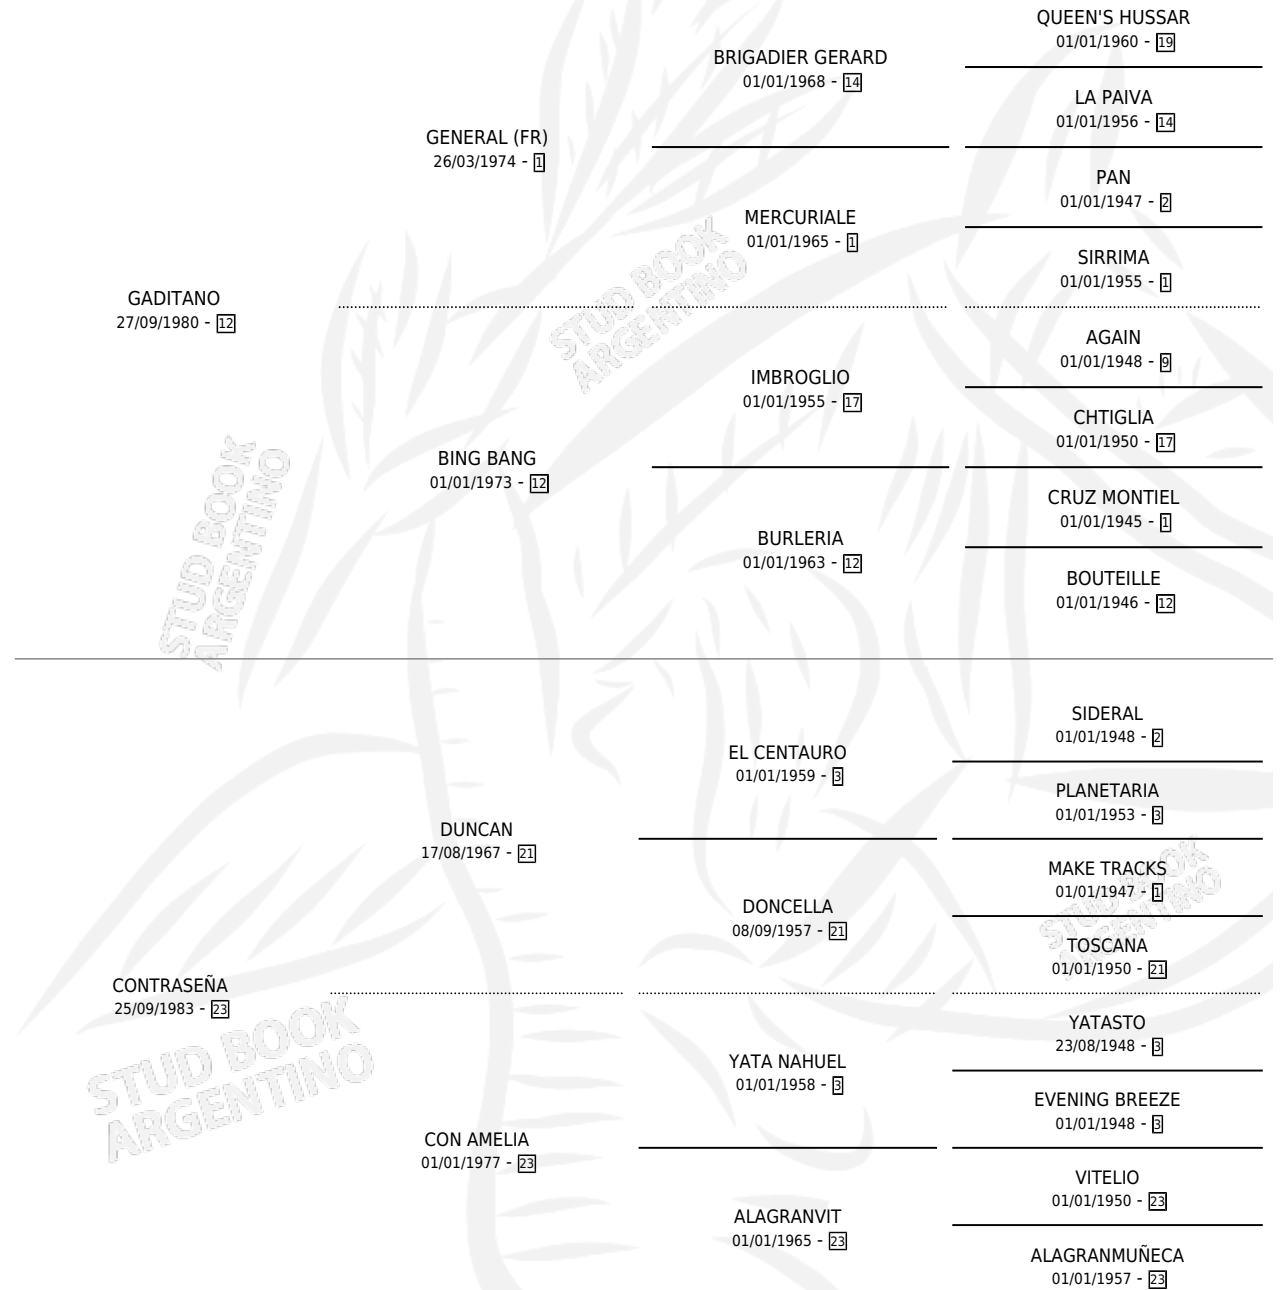 QUEEN'S HUSSAR
01/01/1960 - 19
BRIGADIER GERARD
01/01/1968 - 14
LA PAIVA
01/01/1956 - 14
GENERAL (FR)
26/03/1974 - 1
PAN
01/01/1947 - 2
MERCURIALE
01/01/1965 - 1
SIRRIMA
01/01/1955 - 1
GADITANO
27/09/1980 - 12
AGAIN
01/01/1948 - 9
IMBROGLIO
01/01/1955 - 17
CHTIGLIA
01/01/1950 - 17
BING BANG
01/01/1973 - 12
CRUZ MONTIEL
01/01/1945 - 1
BURLERIA
01/01/1963 - 12
BOUTEILLE
01/01/1946 - 12
SIDERAL
01/01/1948 - 2
EL CENTAURO
01/01/1959 - 3
PLANETARIA
01/01/1953 - 3
DUNCAN
17/08/1967 - 21
MAKE TRACKS
01/01/1947 - 1
DONCELLA
08/09/1957 - 21
TOSCANA
01/01/1950 - 21
CONTRASEÑA
25/09/1983 - 23
YATASTO
23/08/1948 - 3
YATA NAHUEL
01/01/1958 - 3
EVENING BREEZE
01/01/1948 - 3
CON AMELIA
01/01/1977 - 23
VITELIO
01/01/1950 - 23
ALAGRANVIT
01/01/1965 - 23
ALAGRANMUÑECA
01/01/1957 - 23
STUD BOOK
ARGENTINO
STUD BOOK
ARGENTINO
STUD BOOK
ARGENTINO
STUD BOOK
ARGENTINO